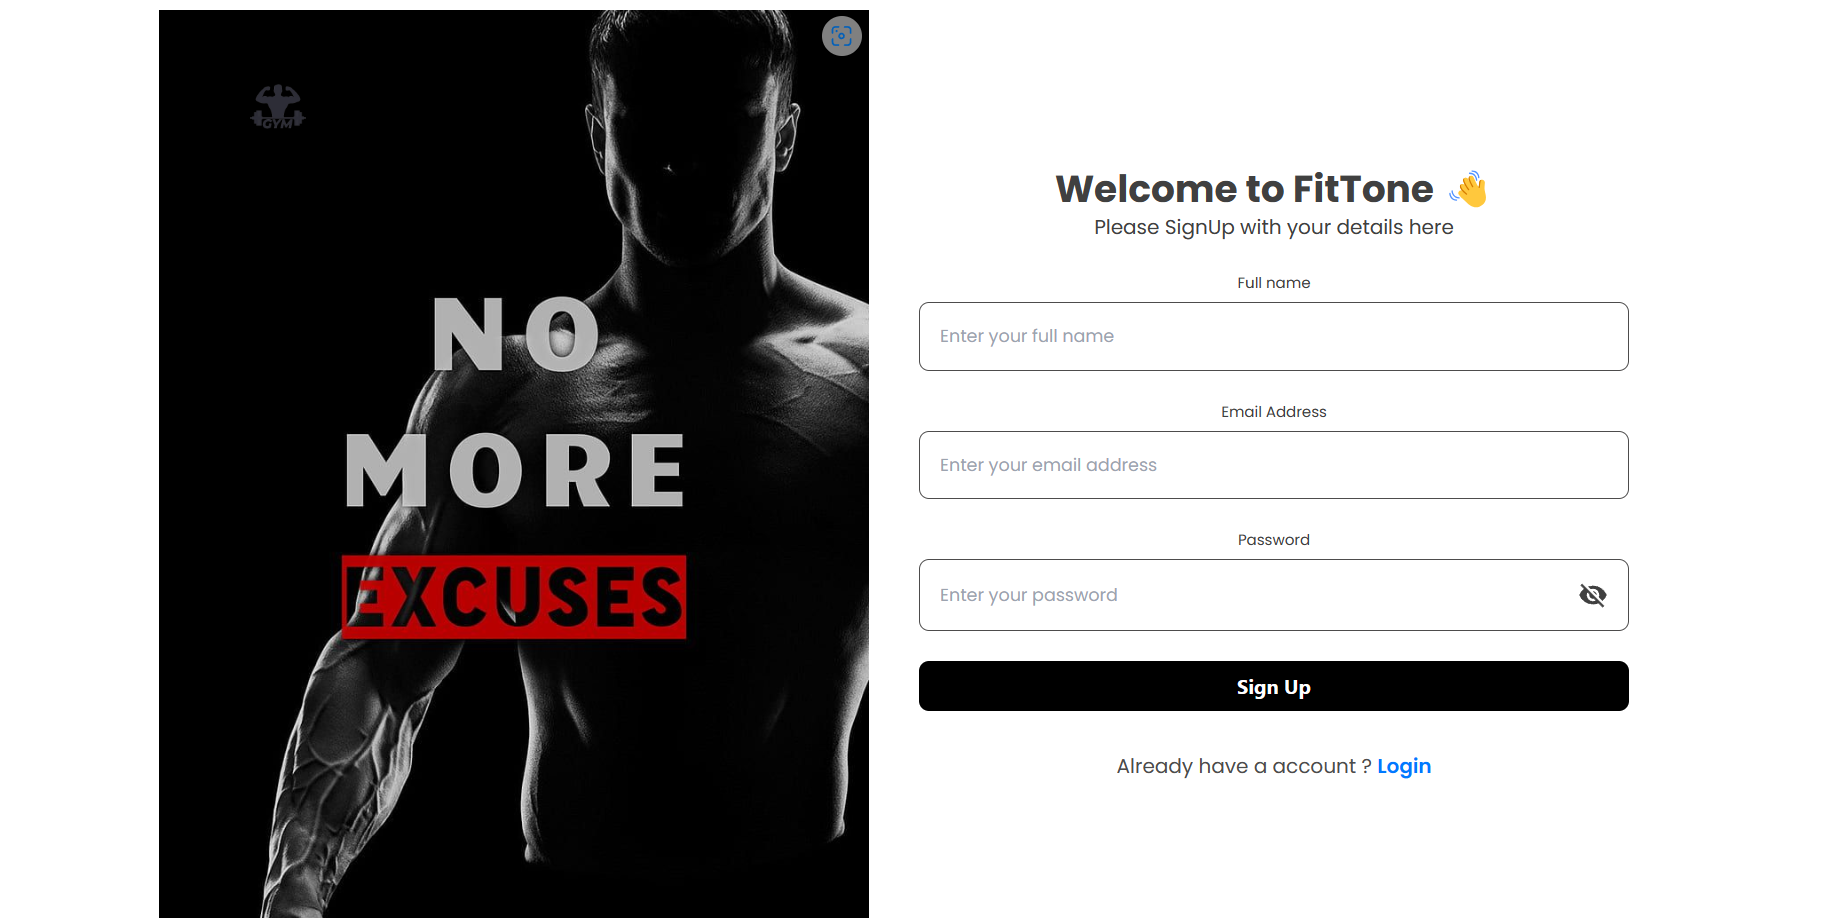 GYM
NO
MORE
EXCUSES
Welcome to FitTone 👋
Please SignUp with your details here
Full name
Enter your full name
Email Address
Enter your email address
Password
Enter your password
Sign Up
Already have a account ? Login